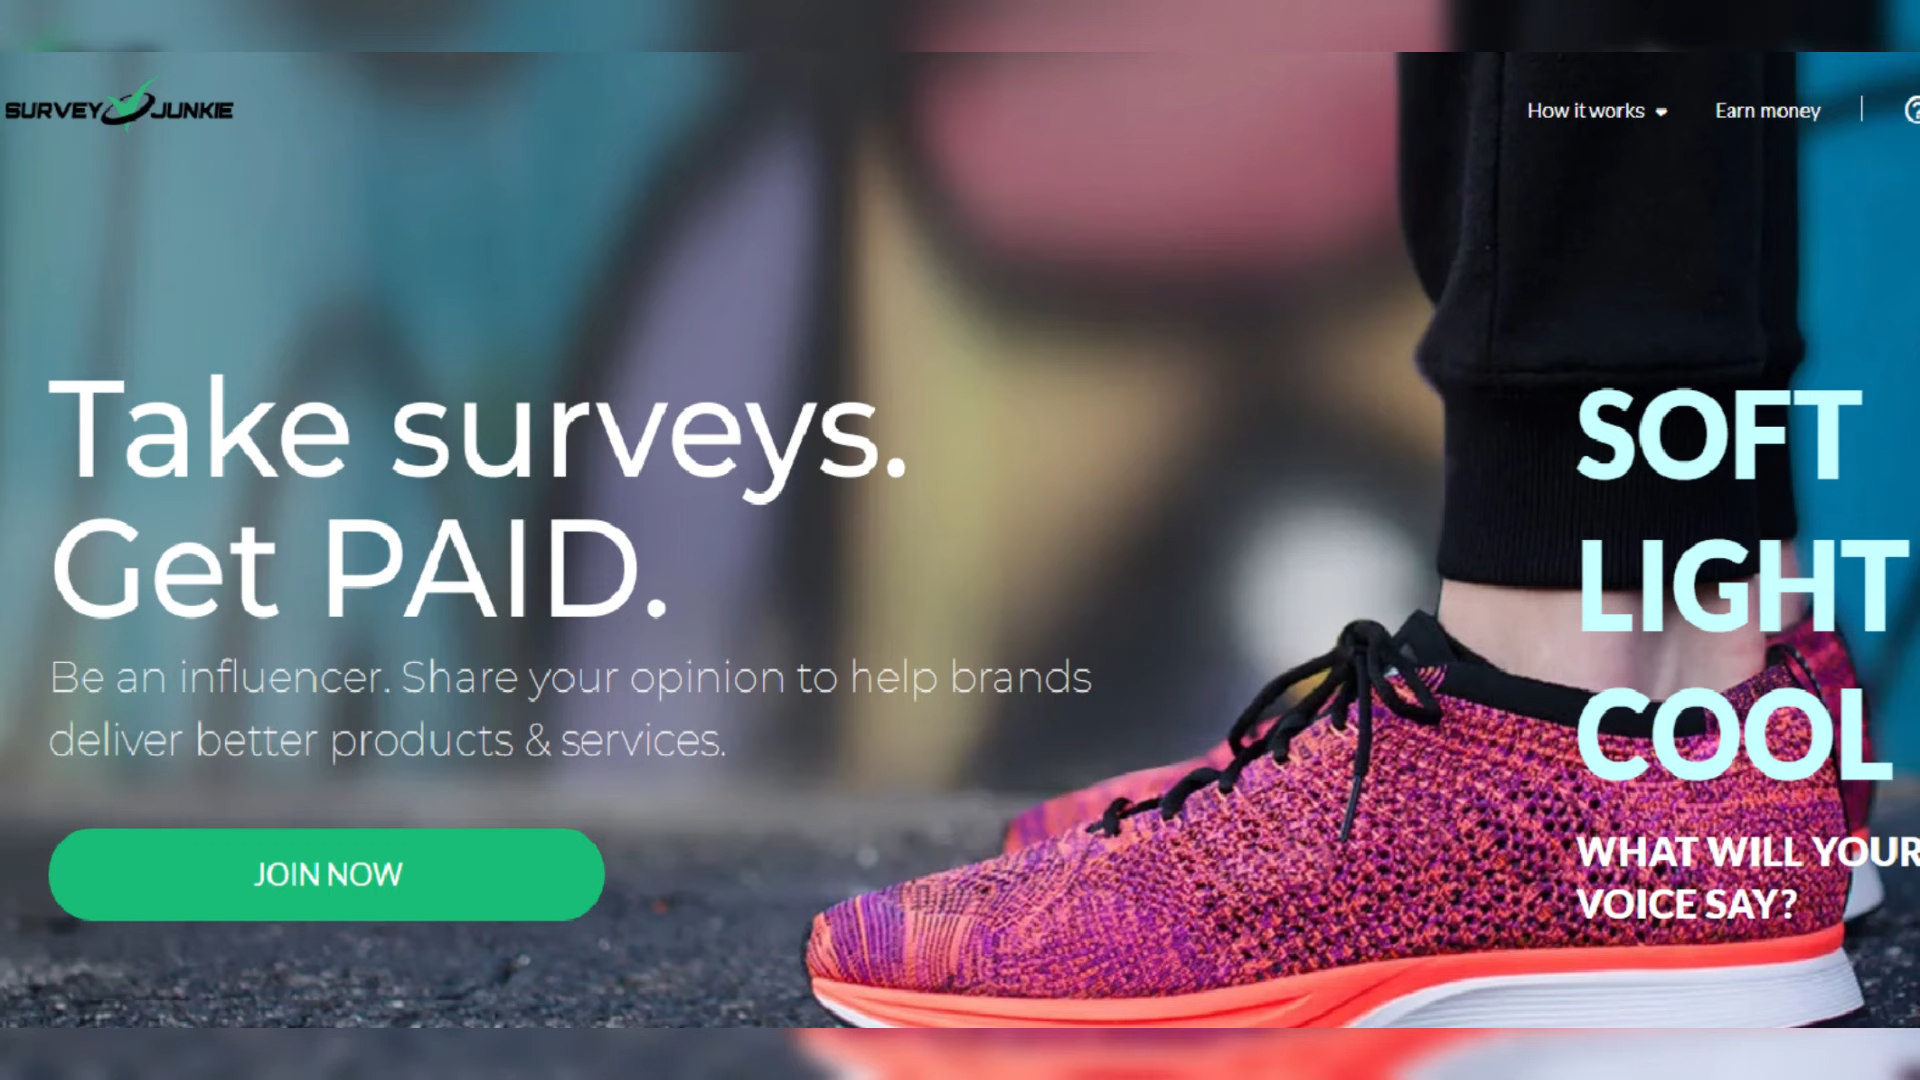 SURVEY JUNKIE
How it works
Earn money
Take surveys.
Get PAID.
Be an influencer. Share your opinion to help brands
deliver better products & services.
JOIN NOW
SOFT
LIGHT
COOL
WHAT WILL YOUR
VOICE SAY?